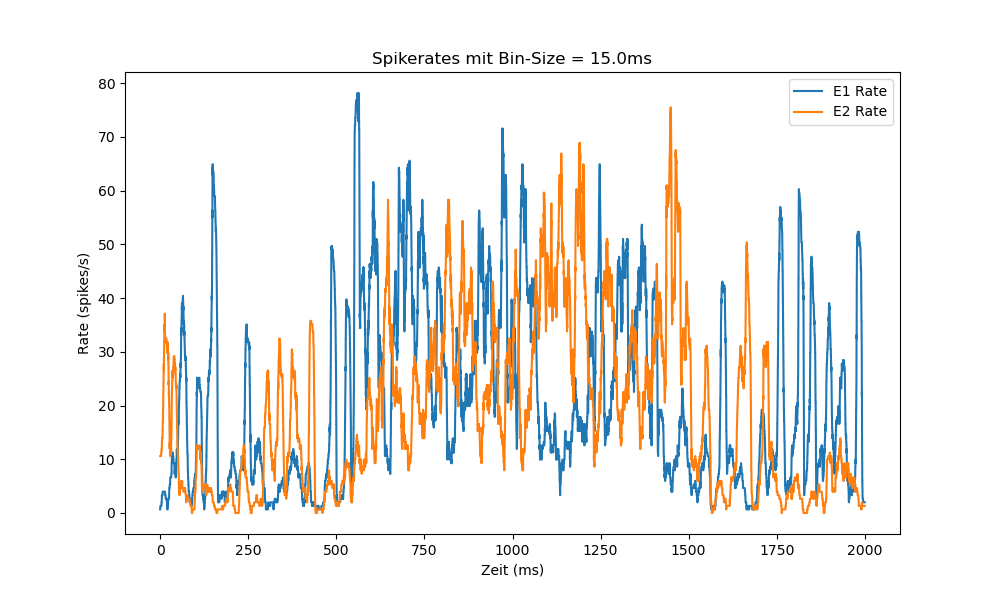 Spikerates mit Bin-Size = 15.0ms
E1 Rate
E2 Rate
Rate (spikes/s)
80
70
60
50
40
30
20
10
0
0 250 500 750 1000 1250 1500 1750 2000
Zeit (ms)